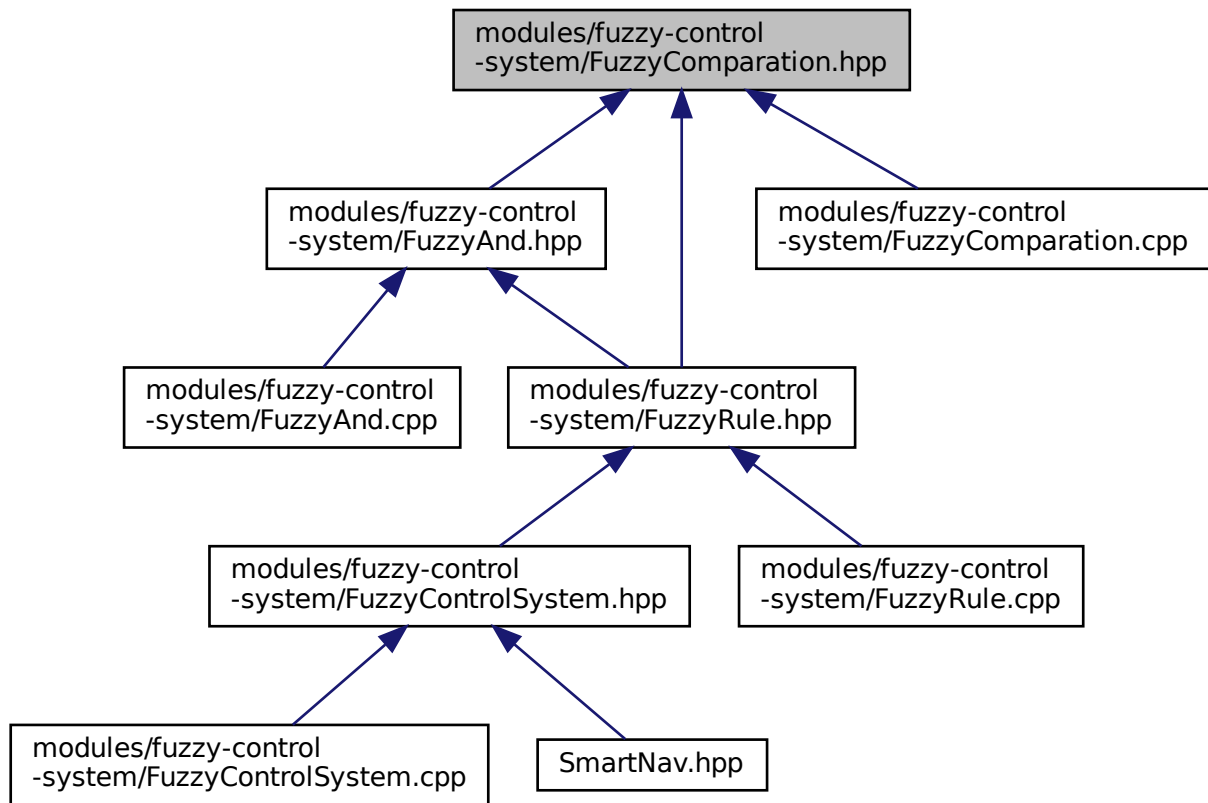 modules/fuzzy-control
-system/FuzzyComparation.hpp
modules/fuzzy-control
-system/FuzzyAnd.hpp
modules/fuzzy-control
-system/FuzzyComparation.cpp
modules/fuzzy-control
-system/FuzzyAnd.cpp
modules/fuzzy-control
-system/FuzzyRule.hpp
modules/fuzzy-control
-system/FuzzyControlSystem.hpp
modules/fuzzy-control
-system/FuzzyRule.cpp
modules/fuzzy-control
-system/FuzzyControlSystem.cpp
SmartNav.hpp